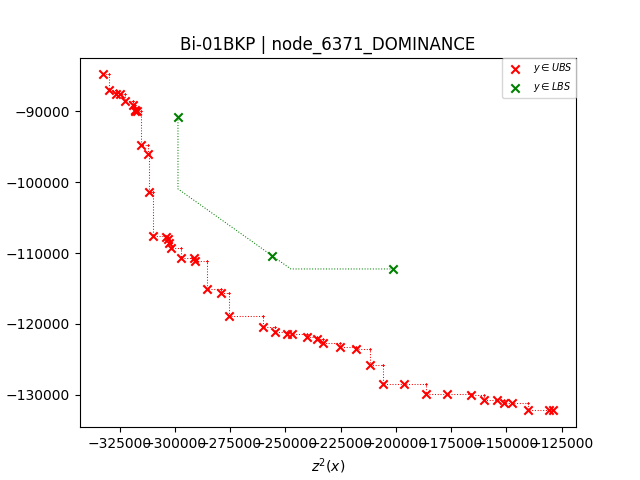 Bi-01BKP | node_6371_DOMINANCE
y ∈ UBS
y ∈ LBS
−90000
−100000
−110000
−120000
−130000
−325000 −300000 −275000 −250000 −225000 −200000 −175000 −150000 −125000
z²(x)